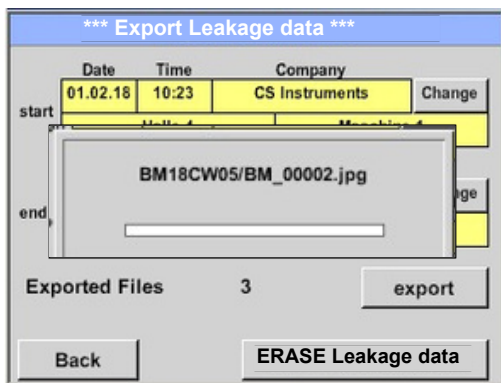 *** Export Leakage data ***
Date Time Company
start 01.02.18 10:23 CS Instruments Change
BM18CW05/BM_00002.jpg
end
Exported Files 3 export
Back ERASE Leakage data